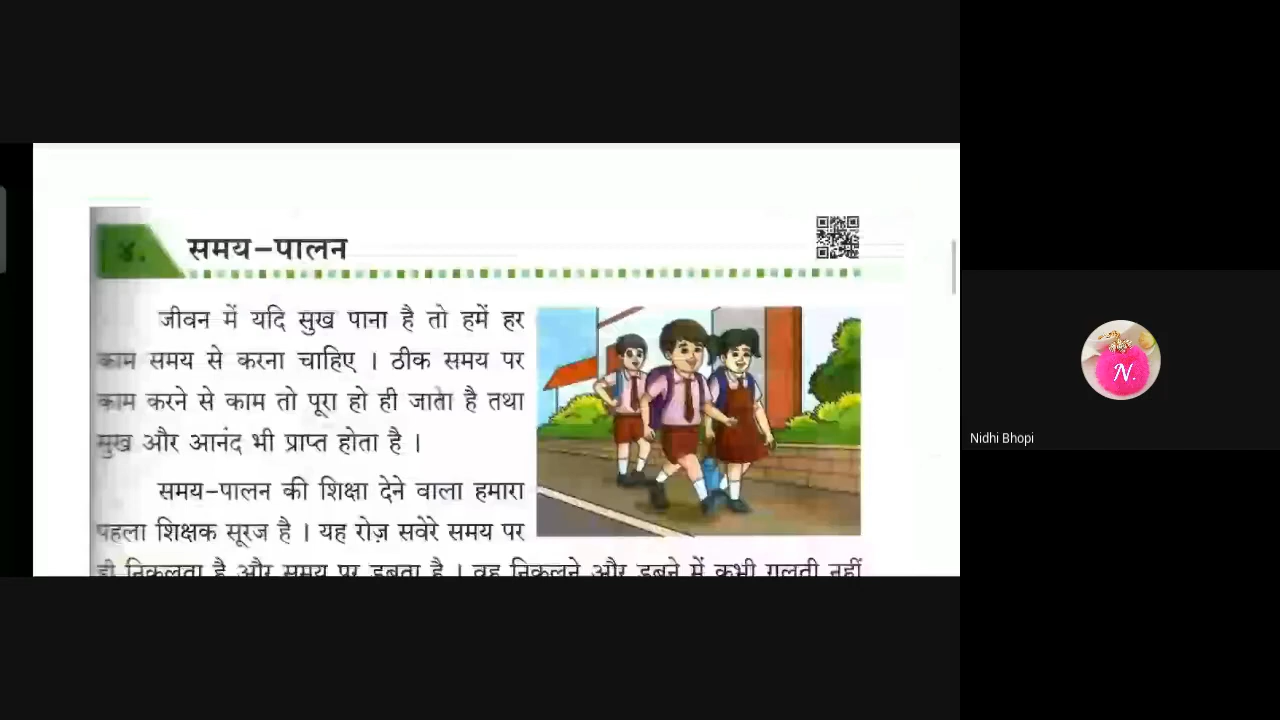 ४.
समय-पालन
जीवन में यदि सुख पाना है तो हमें हर
काम समय से करना चाहिए ।  ठीक समय पर
काम करने से काम तो पूरा हो ही जाता है तथा
सुख और आनंद भी प्राप्त होता है ।
समय-पालन की शिक्षा देने वाला हमारा
पहला शिक्षक सूरज है । यह रोज़ सवेरे समय पर
ही निकलता है और समय पर डूबता है । वह निकलने और डूबने में कभी गलती नहीं
N.
Nidhi Bhopi